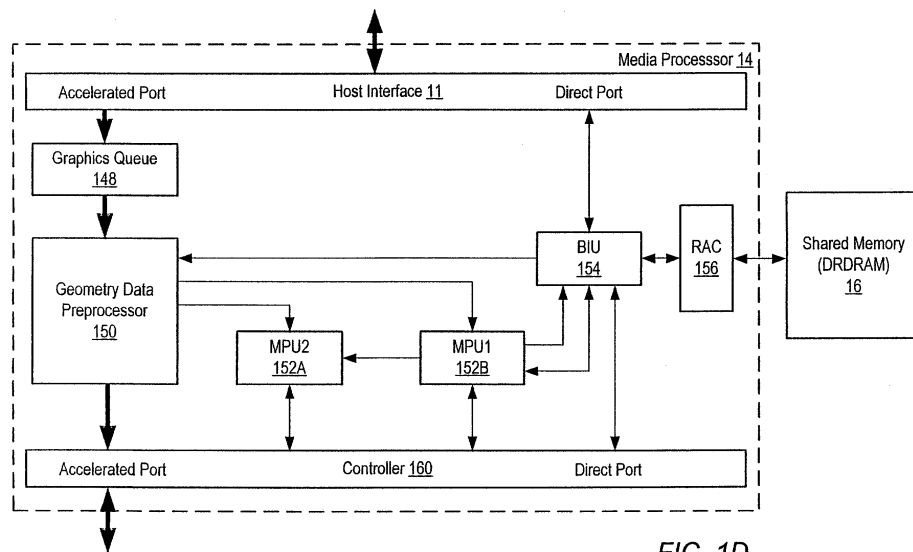 Media Processsor 14
Accelerated Port Host Interface 11 Direct Port
Graphics Queue
148
Geometry Data
Preprocessor
150
BIU
154
RAC
156
Shared Memory
(DRDRAM)
16
MPU2
152A
MPU1
152B
Accelerated Port Controller 160 Direct Port
FIG. 1D